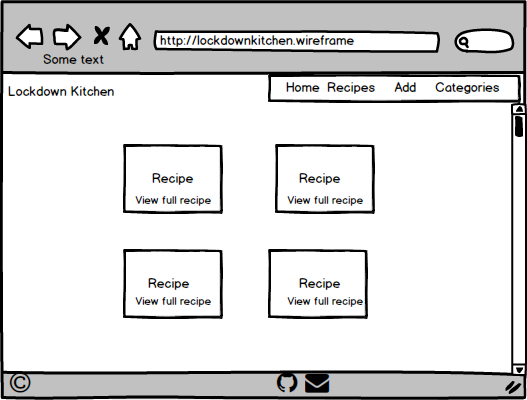 http://lockdownkitchen.wireframe
Some text
Lockdown Kitchen
Home Recipes Add Categories
Recipe
View full recipe
Recipe
View full recipe
Recipe
View full recipe
Recipe
View full recipe
©